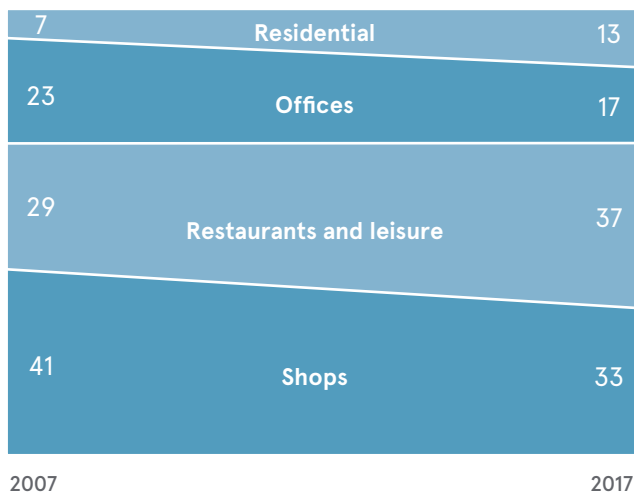 7 Residential 13
23 Offices 17
29 Restaurants and leisure 37
41 Shops 33
2007 2017